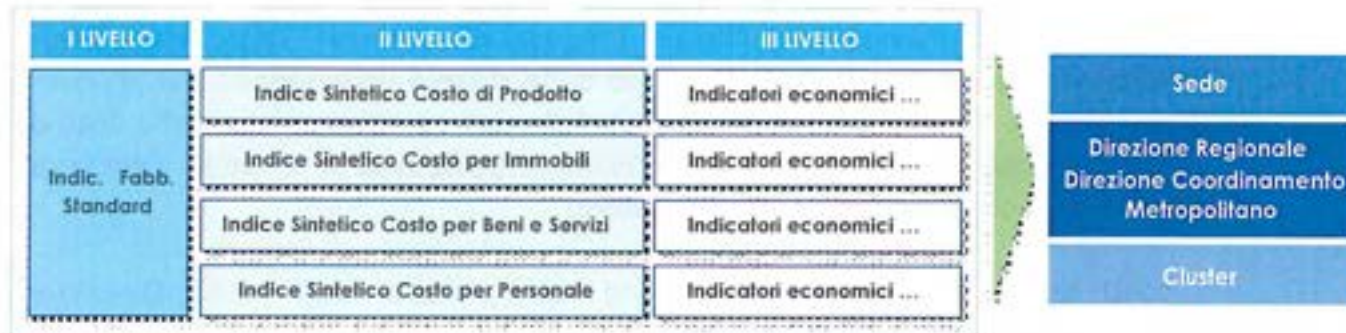 I LIVELLO
II LIVELLO
III LIVELLO
Indic. Fabb.
Standard
Indice Sintetico Costo di Prodotto
Indicatori economici ...
Indice Sintetico Costo per Immobili
Indicatori economici ...
Indice Sintetico Costo per Beni e Servizi
Indicatori economici ...
Indice Sintetico Costo per Personale
Indicatori economici ...
Sede
Direzione Regionale
Direzione Coordinamento
Metropolitano
Cluster